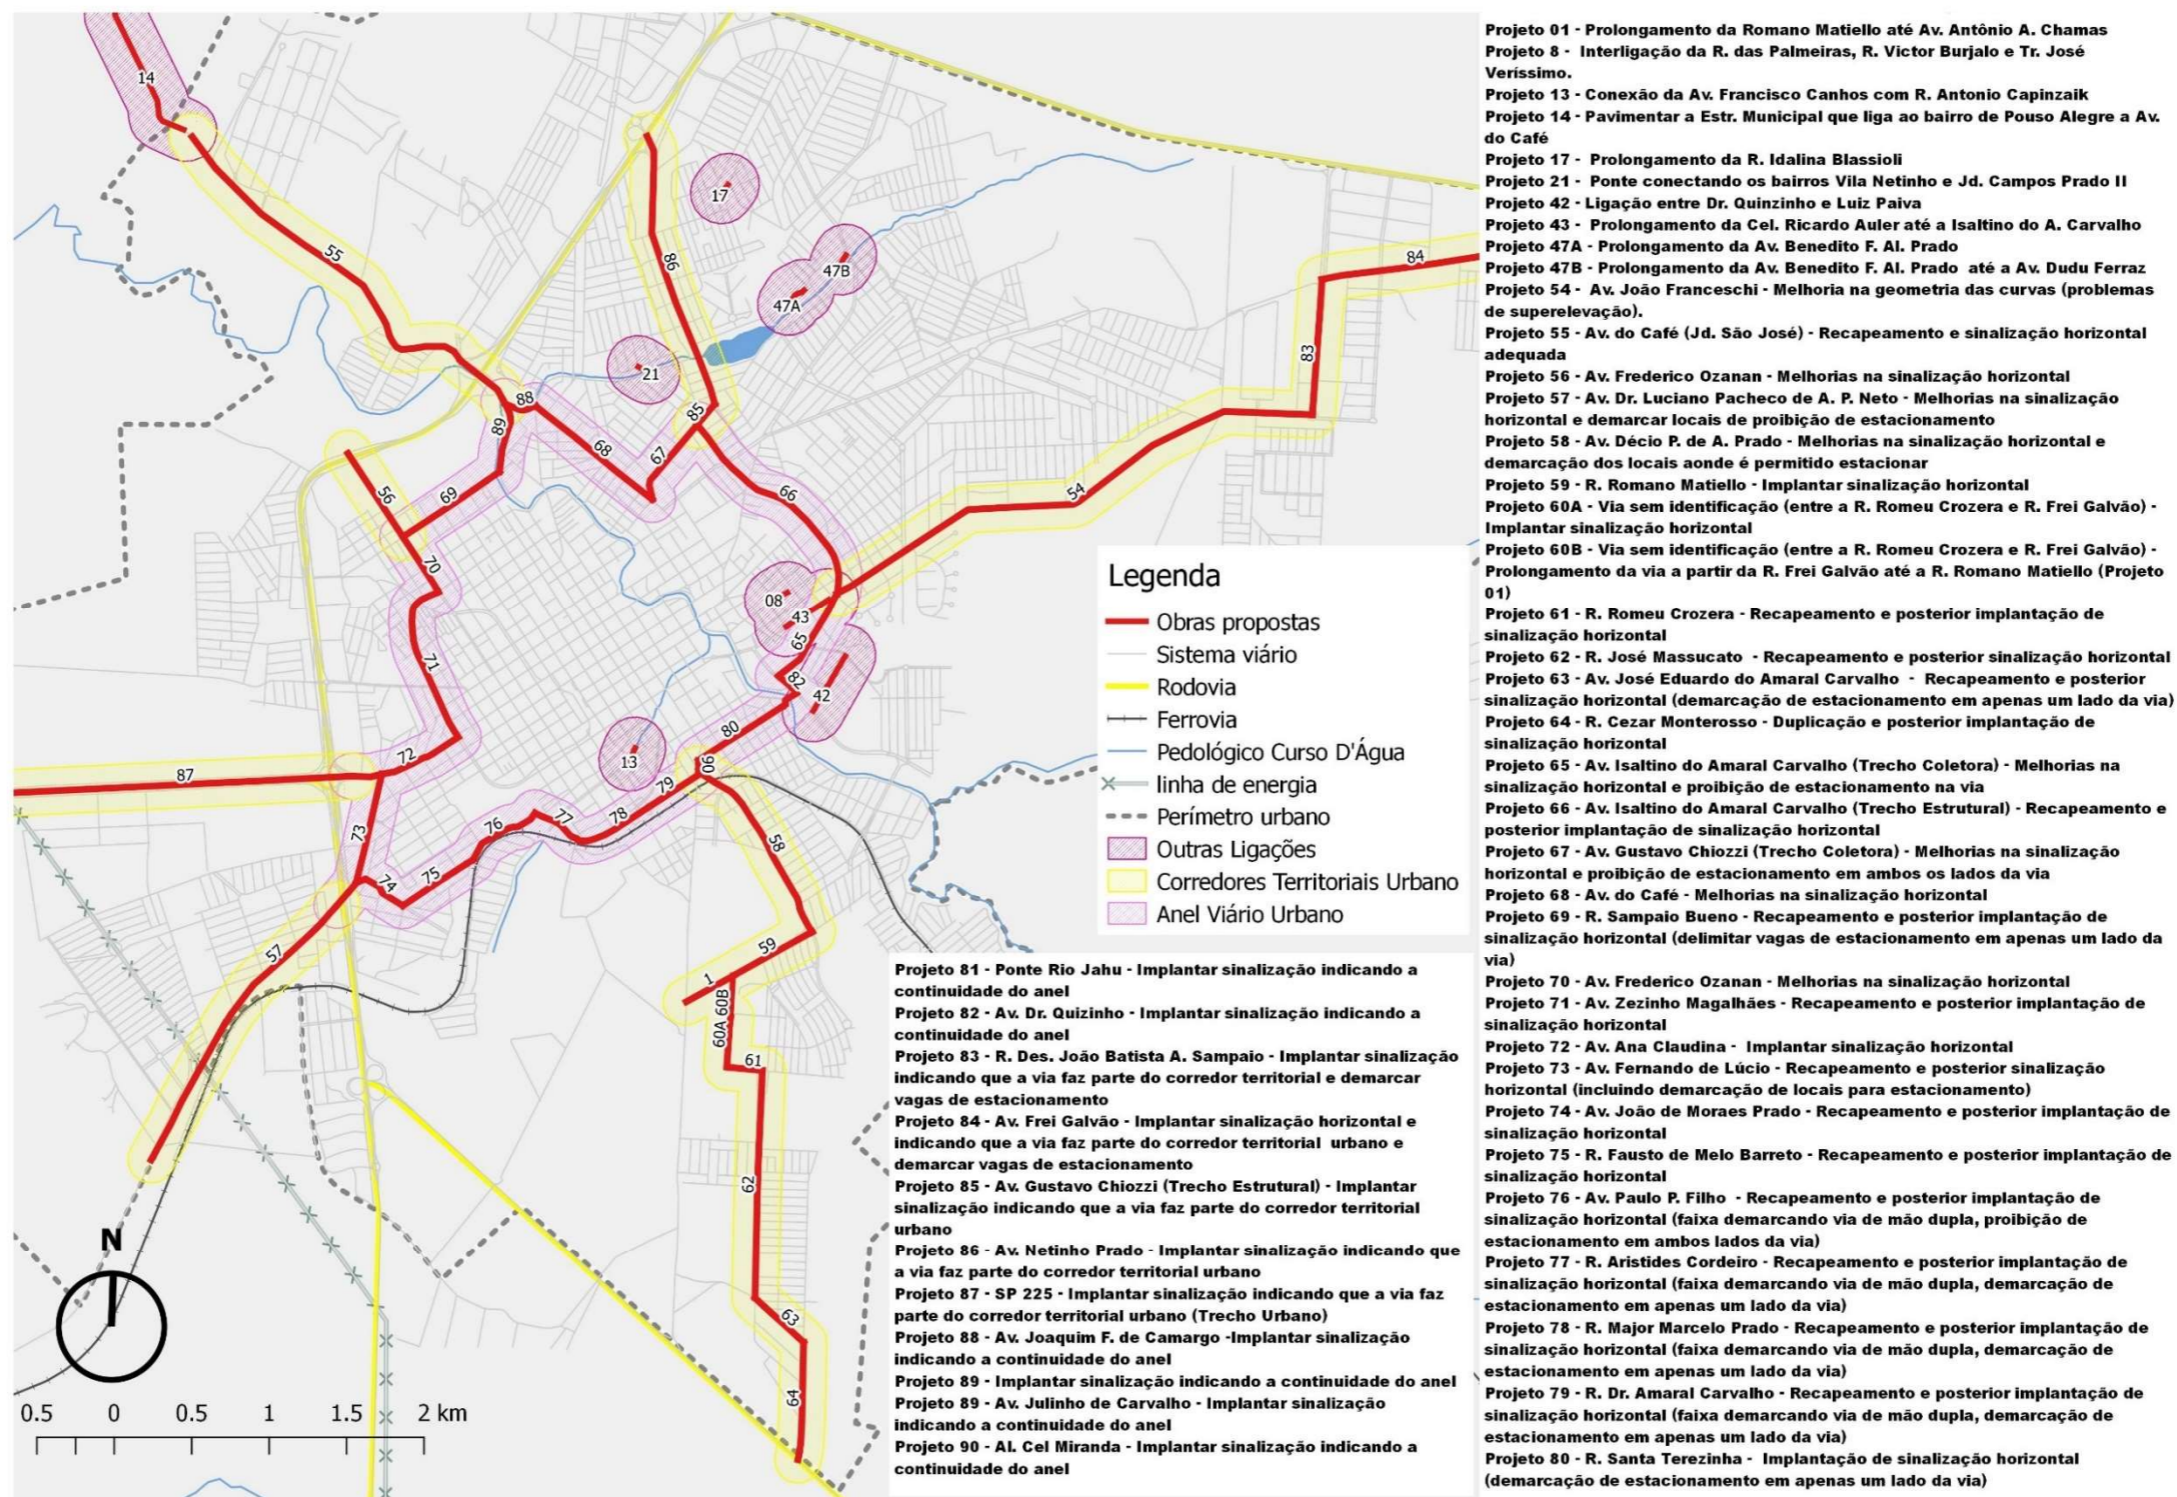 14
55
86
17
47B
47A
21
84
83
88
89
85
68
67
69
56
66
54
70
08
43
65
71
82
42
80
72
87
13
90
79
73
78
77
76
58
74
75
57
59
1
60A 60B
61
62
63
64
N
0.5 0 0.5 1 1.5 2 km
Legenda
Obras propostas
Sistema viário
Rodovia
Ferrovia
Pedológico Curso D'Água
linha de energia
Perímetro urbano
Outras Ligações
Corredores Territoriais Urbano
Anel Viário Urbano
Projeto 01 - Prolongamento da Romano Matiello até Av. Antônio A. Chamas
Projeto 8 - Interligação da R. das Palmeiras, R. Victor Burjalo e Tr. José
Veríssimo.
Projeto 13 - Conexão da Av. Francisco Canhos com R. Antonio Capinzaik
Projeto 14 - Pavimentar a Estr. Municipal que liga ao bairro de Pouso Alegre a Av.
do Café
Projeto 17 - Prolongamento da R. Idalina Blassioli
Projeto 21 - Ponte conectando os bairros Vila Netinho e Jd. Campos Prado II
Projeto 42 - Ligação entre Dr. Quinzinho e Luiz Paiva
Projeto 43 - Prolongamento da Cel. Ricardo Auler até a Isaltino do A. Carvalho
Projeto 47A - Prolongamento da Av. Benedito F. Al. Prado
Projeto 47B - Prolongamento da Av. Benedito F. Al. Prado até a Av. Dudu Ferraz
Projeto 54 - Av. João Franceschi - Melhoria na geometria das curvas (problemas
de superelevação).
Projeto 55 - Av. do Café (Jd. São José) - Recapeamento e sinalização horizontal
adequada
Projeto 56 - Av. Frederico Ozanan - Melhorias na sinalização horizontal
Projeto 57 - Av. Dr. Luciano Pacheco de A. P. Neto - Melhorias na sinalização
horizontal e demarcar locais de proibição de estacionamento
Projeto 58 - Av. Décio P. de A. Prado - Melhorias na sinalização horizontal e
demarcação dos locais aonde é permitido estacionar
Projeto 59 - R. Romano Matiello - Implantar sinalização horizontal
Projeto 60A - Via sem identificação (entre a R. Romeu Crozera e R. Frei Galvão) -
Implantar sinalização horizontal
Projeto 60B - Via sem identificação (entre a R. Romeu Crozera e R. Frei Galvão) -
Prolongamento da via a partir da R. Frei Galvão até a R. Romano Matiello (Projeto
01)
Projeto 61 - R. Romeu Crozera - Recapeamento e posterior implantação de
sinalização horizontal
Projeto 62 - R. José Massucato - Recapeamento e posterior sinalização horizontal
Projeto 63 - Av. José Eduardo do Amaral Carvalho - Recapeamento e posterior
sinalização horizontal (demarcação de estacionamento em apenas um lado da via)
Projeto 64 - R. Cezar Monterosso - Duplicação e posterior implantação de
sinalização horizontal
Projeto 65 - Av. Isaltino do Amaral Carvalho (Trecho Coletora) - Melhorias na
sinalização horizontal e proibição de estacionamento na via
Projeto 66 - Av. Isaltino do Amaral Carvalho (Trecho Estrutural) - Recapeamento e
posterior implantação de sinalização horizontal
Projeto 67 - Av. Gustavo Chiozzi (Trecho Coletora) - Melhorias na sinalização
horizontal e proibição de estacionamento em ambos os lados da via
Projeto 68 - Av. do Café - Melhorias na sinalização horizontal
Projeto 69 - R. Sampaio Bueno - Recapeamento e posterior implantação de
sinalização horizontal (delimitar vagas de estacionamento em apenas um lado da
via)
Projeto 70 - Av. Frederico Ozanan - Melhorias na sinalização horizontal
Projeto 71 - Av. Zezinho Magalhães - Recapeamento e posterior implantação de
sinalização horizontal
Projeto 72 - Av. Ana Claudina - Implantar sinalização horizontal
Projeto 73 - Av. Fernando de Lúcio - Recapeamento e posterior sinalização
horizontal (incluindo demarcação de locais para estacionamento)
Projeto 74 - Av. João de Moraes Prado - Recapeamento e posterior implantação de
sinalização horizontal
Projeto 75 - R. Fausto de Melo Barreto - Recapeamento e posterior implantação de
sinalização horizontal
Projeto 76 - Av. Paulo P. Filho - Recapeamento e posterior implantação de
sinalização horizontal (faixa demarcando via de mão dupla, proibição de
estacionamento em ambos lados da via)
Projeto 77 - R. Aristides Cordeiro - Recapeamento e posterior implantação de
sinalização horizontal (faixa demarcando via de mão dupla, demarcação de
estacionamento em apenas um lado da via)
Projeto 78 - R. Major Marcelo Prado - Recapeamento e posterior implantação de
sinalização horizontal (faixa demarcando via de mão dupla, demarcação de
estacionamento em apenas um lado da via)
Projeto 79 - R. Dr. Amaral Carvalho - Recapeamento e posterior implantação de
sinalização horizontal (faixa demarcando via de mão dupla, demarcação de
estacionamento em apenas um lado da via)
Projeto 80 - R. Santa Terezinha - Implantação de sinalização horizontal
(demarcação de estacionamento em apenas um lado da via)
Projeto 81 - Ponte Rio Jahu - Implantar sinalização indicando a
continuidade do anel
Projeto 82 - Av. Dr. Quizinho - Implantar sinalização indicando a
continuidade do anel
Projeto 83 - R. Des. João Batista A. Sampaio - Implantar sinalização
indicando que a via faz parte do corredor territorial e demarcar
vagas de estacionamento
Projeto 84 - Av. Frei Galvão - Implantar sinalização horizontal e
indicando que a via faz parte do corredor territorial urbano e
demarcar vagas de estacionamento
Projeto 85 - Av. Gustavo Chiozzi (Trecho Estrutural) - Implantar
sinalização indicando que a via faz parte do corredor territorial
urbano
Projeto 86 - Av. Netinho Prado - Implantar sinalização indicando que
a via faz parte do corredor territorial urbano
Projeto 87 - SP 225 - Implantar sinalização indicando que a via faz
parte do corredor territorial urbano (Trecho Urbano)
Projeto 88 - Av. Joaquim F. de Camargo -Implantar sinalização
indicando a continuidade do anel
Projeto 89 - Implantar sinalização indicando a continuidade do anel
Projeto 89 - Av. Julinho de Carvalho - Implantar sinalização
indicando a continuidade do anel
Projeto 90 - Al. Cel Miranda - Implantar sinalização indicando a
continuidade do anel